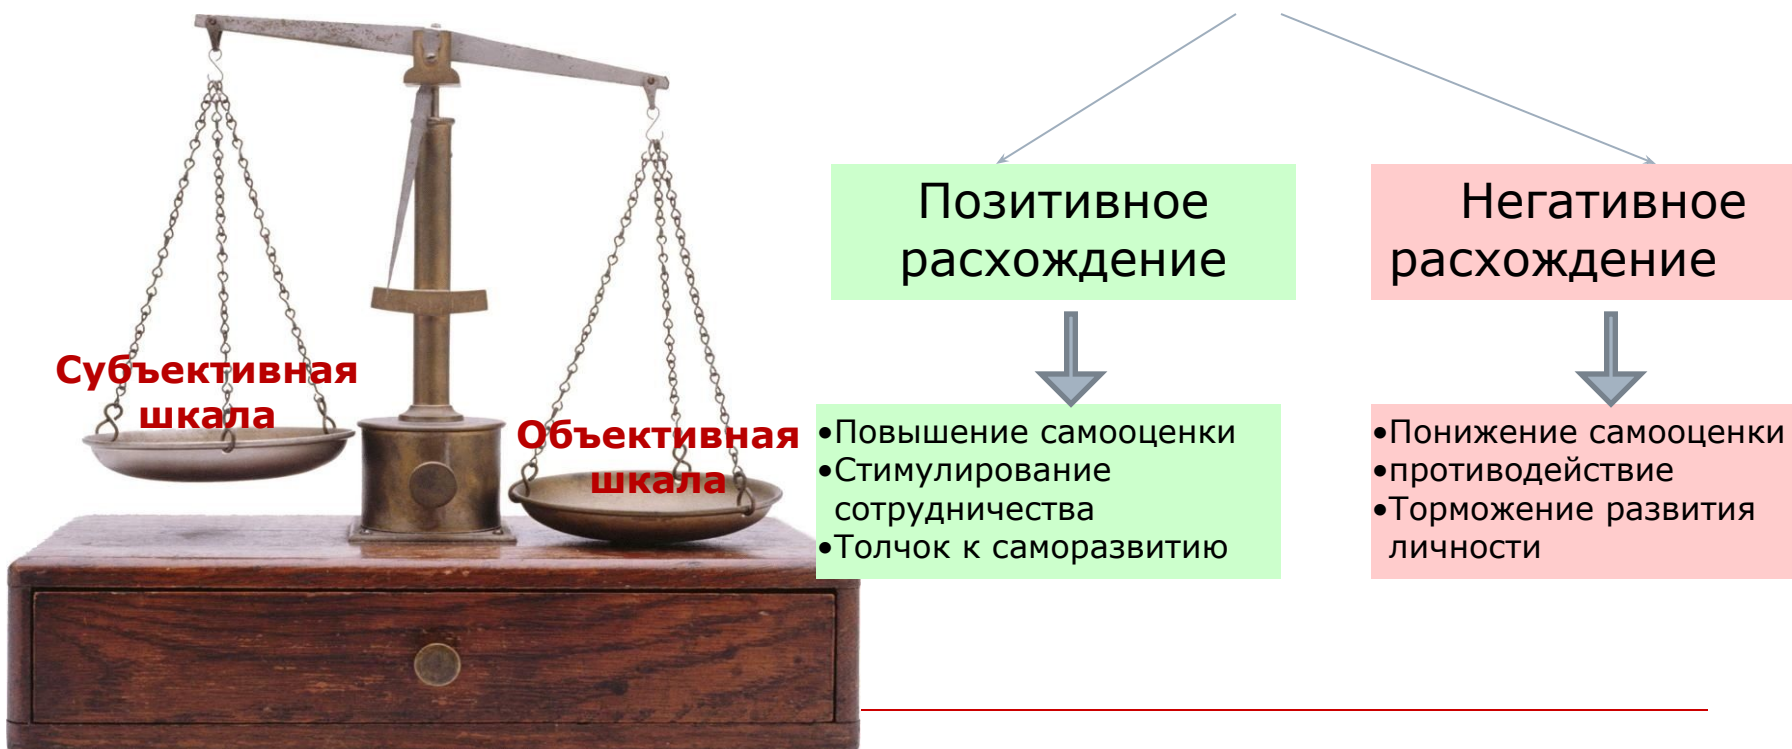 Субъективная
шкала
Объективная
шкала
Позитивное
расхождение
•Повышение самооценки
•Стимулирование
сотрудничества
•Толчок к саморазвитию
Негативное
расхождение
•Понижение самооценки
•противодействие
•Торможение развития
личности